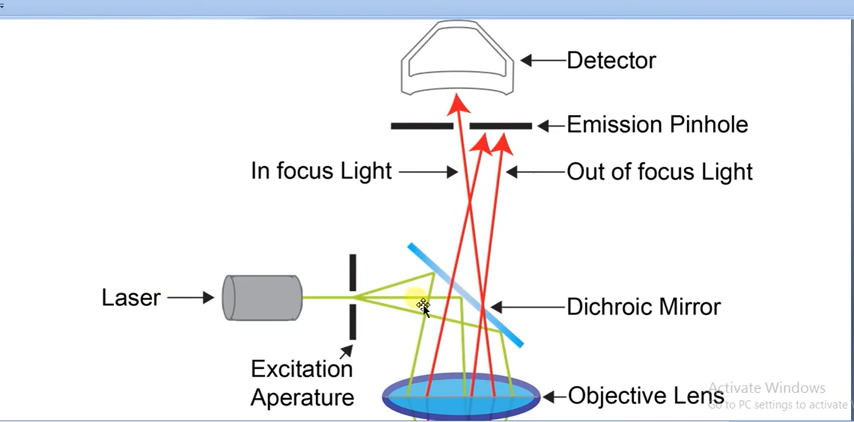 Detector
Emission Pinhole
In focus Light
Out of focus Light
Laser
Dichroic Mirror
Excitation
Aperature
Objective Lens
Activate Windows
Go to PC settings to activate